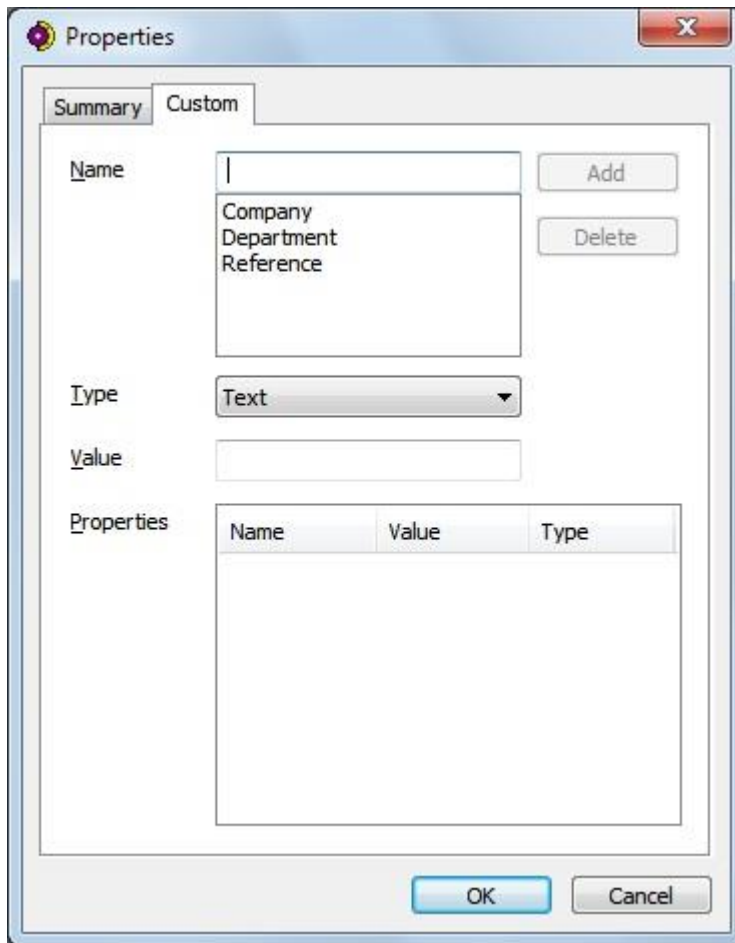 Properties
Summary Custom
Name
Add
Company
Department
Reference
Delete
Type
Text
Value
Properties
Name Value Type
OK Cancel